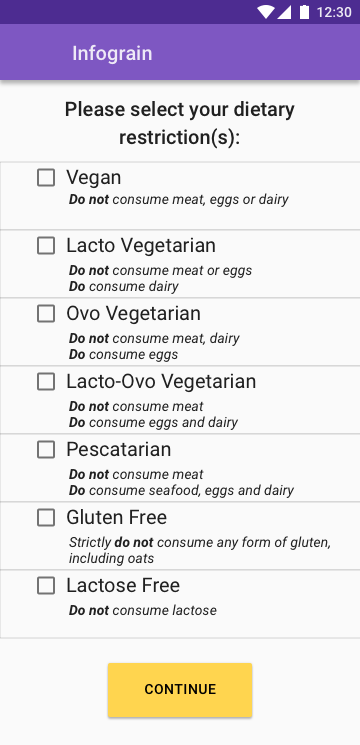 12:30
Infograin
Please select your dietary
restriction(s):
Vegan
Do not consume meat, eggs or dairy
Lacto Vegetarian
Do not consume meat or eggs
Do consume dairy
Ovo Vegetarian
Do not consume meat, dairy
Do consume eggs
Lacto-Ovo Vegetarian
Do not consume meat
Do consume eggs and dairy
Pescatarian
Do not consume meat
Do consume seafood, eggs and dairy
Gluten Free
Strictly do not consume any form of gluten,
including oats
Lactose Free
Do not consume lactose
CONTINUE